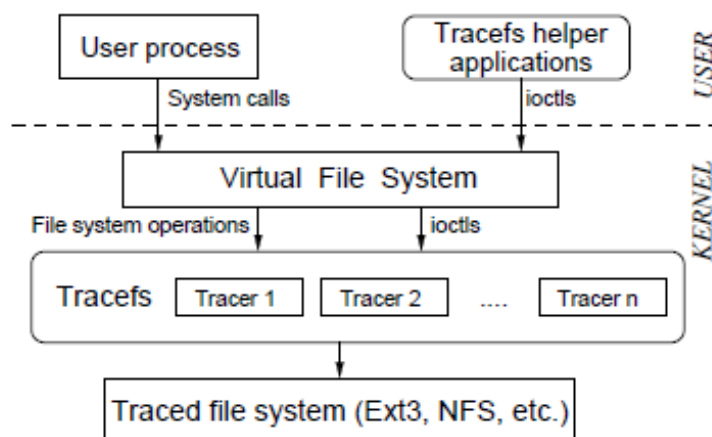 User process
Tracefs helper
applications
USER
System calls
ioctls
Virtual File System
KERNEL
File system operations
ioctls
Tracefs
Tracer 1
Tracer 2
....
Tracer n
Traced file system (Ext3, NFS, etc.)